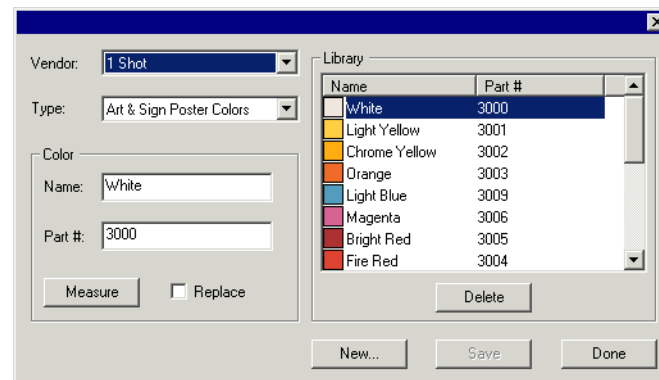 Vendor: 1 Shot
Type: Art & Sign Poster Colors
Color
Name: White
Part #: 3000
Measure Replace
Library
Name Part #
White 3000
Light Yellow 3001
Chrome Yellow 3002
Orange 3003
Light Blue 3009
Magenta 3006
Bright Red 3005
Fire Red 3004
Delete
New... Save Done